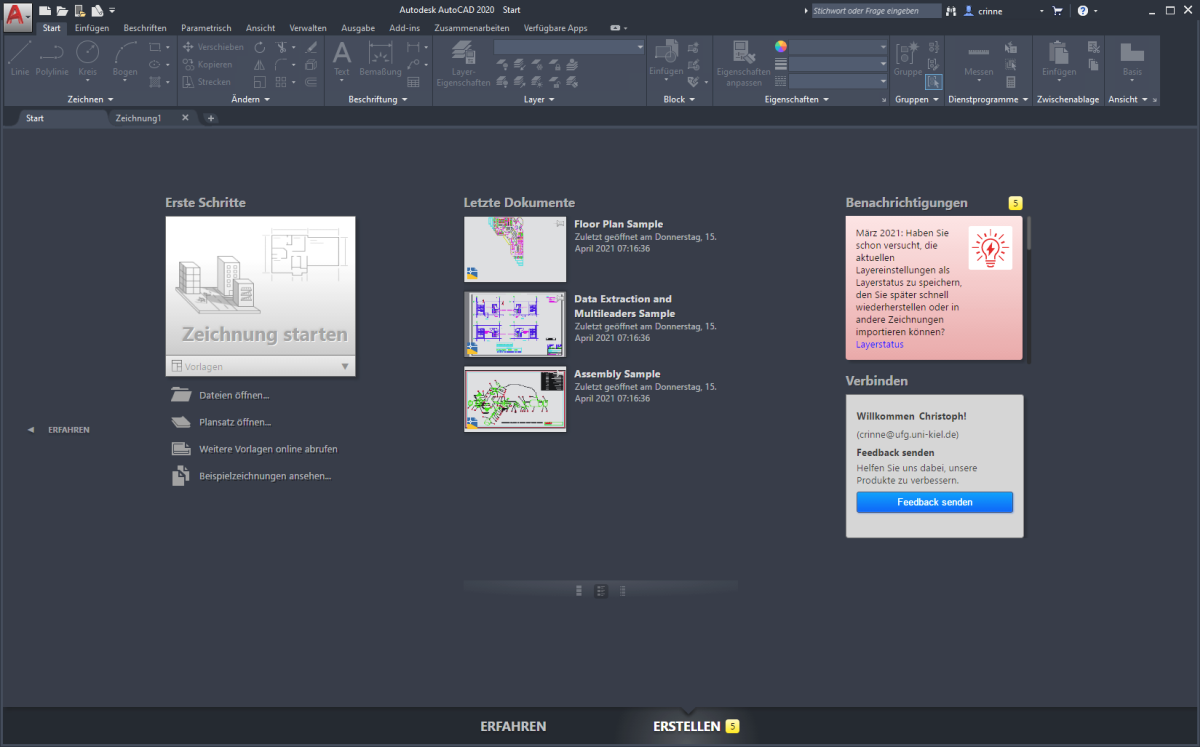 Autodesk AutoCAD 2020 Start
Stichwort oder Frage eingeben
crinne
Start Einfügen Beschriften Parametrisch Ansicht Verwalten Ausgabe Add-ins Zusammenarbeiten Verfügbare Apps
Linie Polylinie Kreis Bogen
Verschieben
Kopieren
Strecken
Text Bemaßung
Layer-
Eigenschaften
Einfügen
Eigenschaften
anpassen
Gruppe
Messen
Einfügen
Basis
Zeichnen Ändern Beschriftung Layer Block Eigenschaften Gruppen Dienstprogramme Zwischenablage Ansicht
Start Zeichnung1
Erste Schritte
Zeichnung starten
Vorlagen
Dateien öffnen...
Plansatz öffnen...
Weitere Vorlagen online abrufen
Beispielzeichnungen ansehen...
ERFAHREN
Letzte Dokumente
Floor Plan Sample
Zuletzt geöffnet am Donnerstag, 15.
April 2021 07:16:36
Data Extraction and
Multileaders Sample
Zuletzt geöffnet am Donnerstag, 15.
April 2021 07:16:36
Assembly Sample
Zuletzt geöffnet am Donnerstag, 15.
April 2021 07:16:36
Benachrichtigungen 5
März 2021: Haben Sie
schon versucht, die
aktuellen
Layereinstellungen als
Layerstatus zu speichern,
den Sie später schnell
wiederherstellen oder in
andere Zeichnungen
importieren können?
Layerstatus
Verbinden
Willkommen Christoph!
(crinne@ufg.uni-kiel.de)
Feedback senden
Helfen Sie uns dabei, unsere
Produkte zu verbessern.
Feedback senden
ERFAHREN ERSTELLEN 5